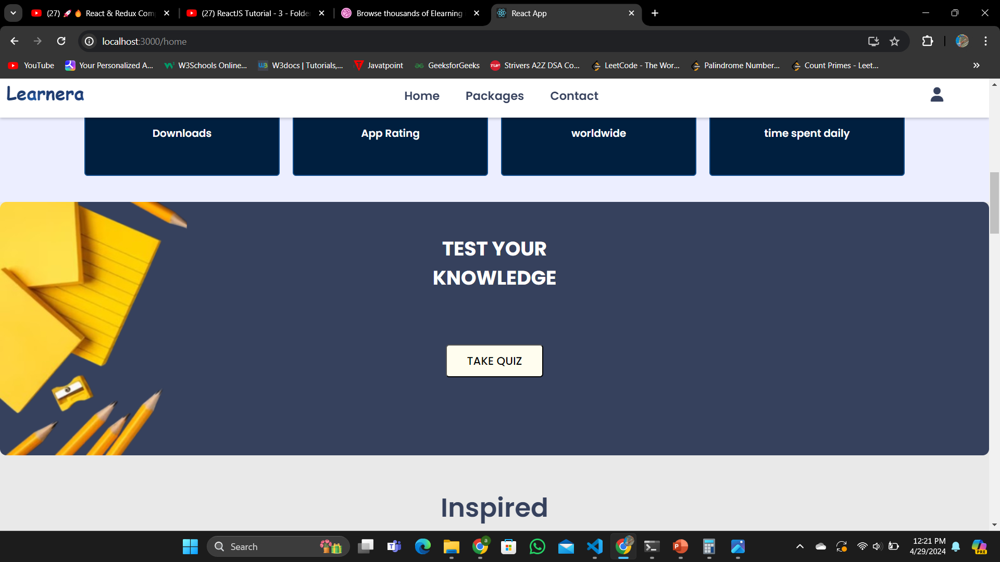 (27) 🚀 🔥 React & Redux Com
(27) ReactJS Tutorial - 3 - Folde
Browse thousands of Elearning
React App
localhost:3000/home
YouTube
Your Personalized A...
W3Schools Online...
W3docs | Tutorials,...
Javatpoint
GeeksforGeeks
Strivers A2Z DSA Co...
LeetCode - The Wor...
Palindrome Number...
Count Primes - Leet...
Learnera
Home
Packages
Contact
Downloads
App Rating
worldwide
time spent daily
TEST YOUR
KNOWLEDGE
TAKE QUIZ
Inspired
Search
12:21 PM
4/29/2024
PRE